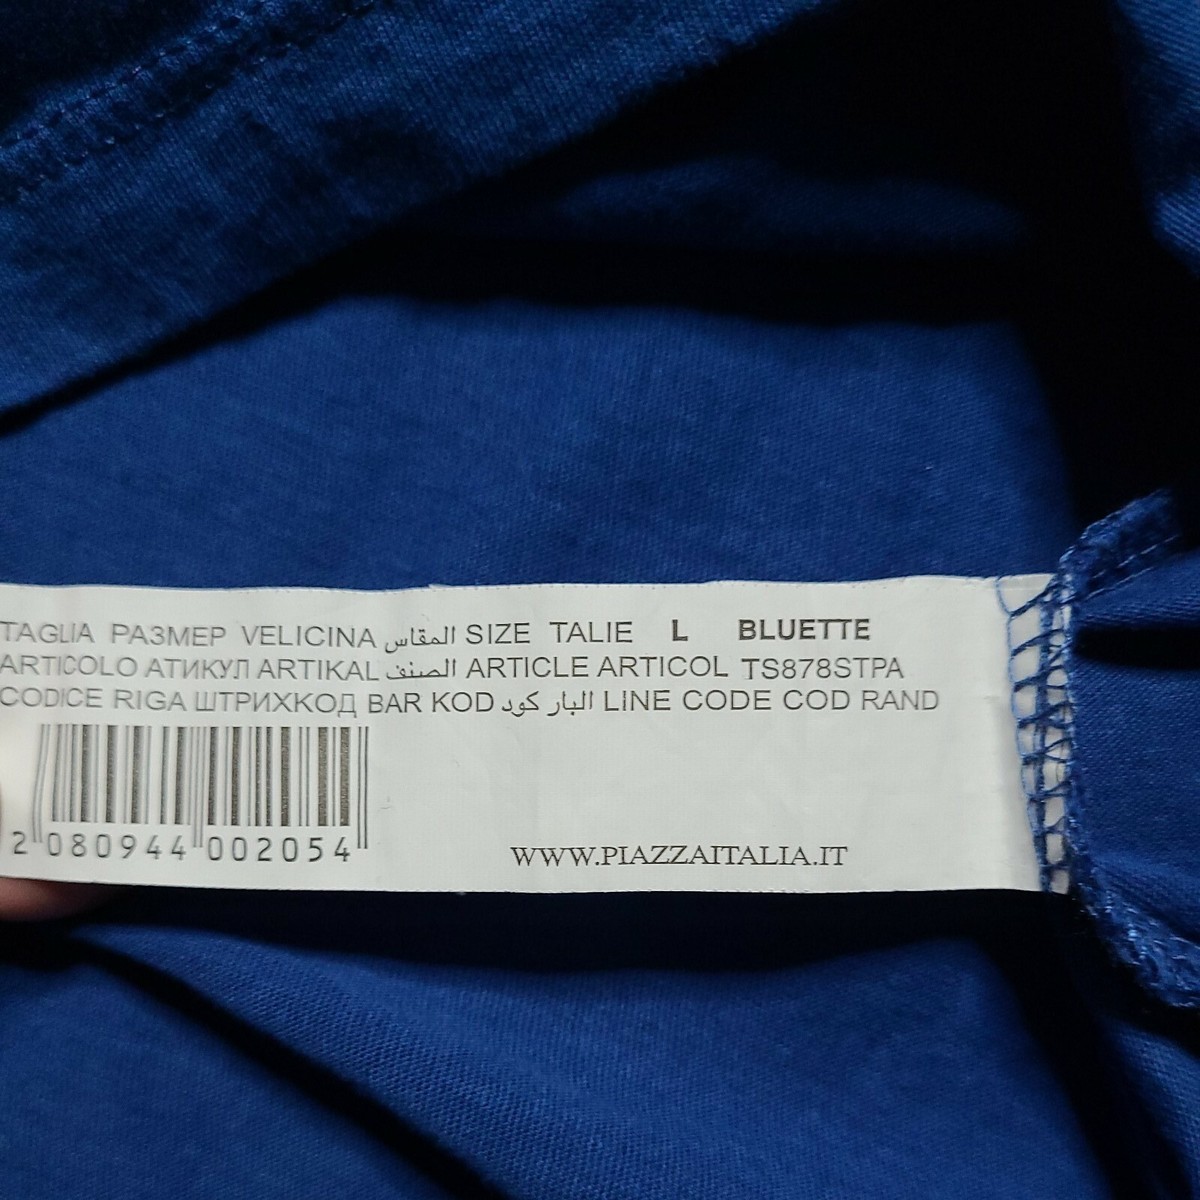 TAGLIA РАЗМЕР VELICINA المقاس SIZE TALIE L BLUETTE
ARTICOLO АТИКУЛ ARTIKAL الصنف ARTICLE ARTICOL TS878STPA
CODICE RIGA ШТРИХКОД BAR KOD البار كود LINE CODE COD RAND
2 080944 002054
WWW.PIAZZAITALIA.IT